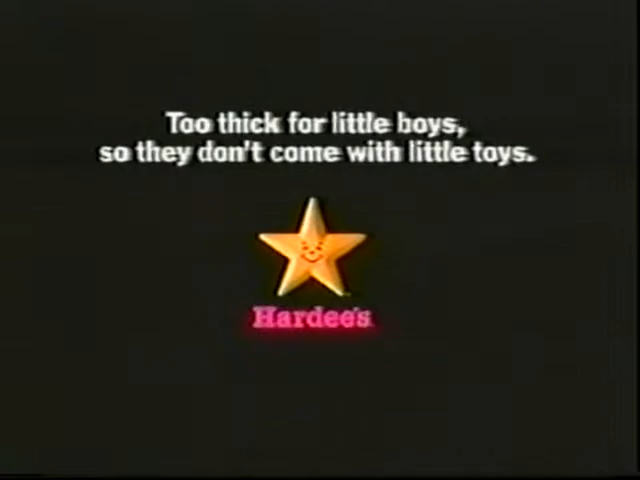 Too thick for little boys,
so they don't come with little toys.
Hardee's